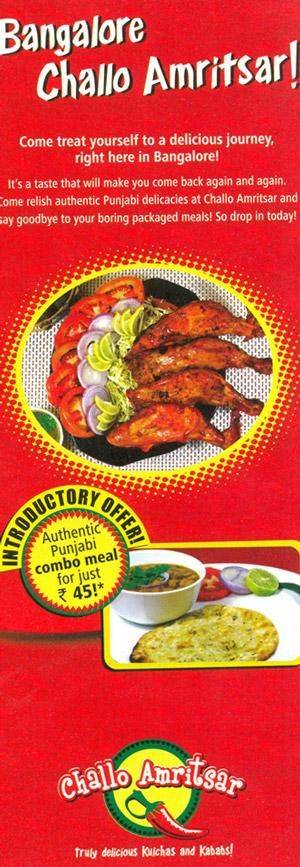 Bangalore
Challo Amritsar!
Come treat yourself to a delicious journey,
right here in Bangalore!
It's a taste that will make you come back again and again.
Come relish authentic Punjabi delicacies at Challo Amritsar and
say goodbye to your boring packaged meals! So drop in today!
INTRODUCTORY OFFER!
Authentic
Punjabi
combo meal
for just
₹ 45!*
Challo Amritsar
Truly delicious Kulchas and Kababs!